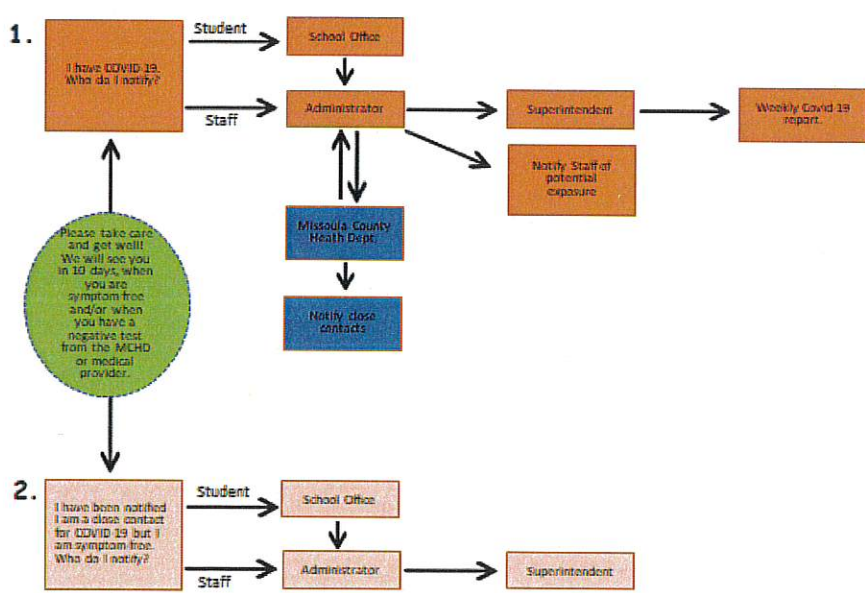 1.
I have COVID-19.
Who do I notify?
Student
Staff
School Office
Administrator
Superintendent
Weekly Covid-19
report.
Notify Staff of
potential
exposure
Missoula County
Heath Dept.
Notify close
contacts
Please take care
and get well!
We will see you
in 10 days, when
you are
symptom free
and/or when
you have a
negative test
from the MCHD
or medical
provider.
2.
I have been notified
I am a close contact
for COVID-19 but I
am symptom-free.
Who do I notify?
Student
Staff
School Office
Administrator
Superintendent